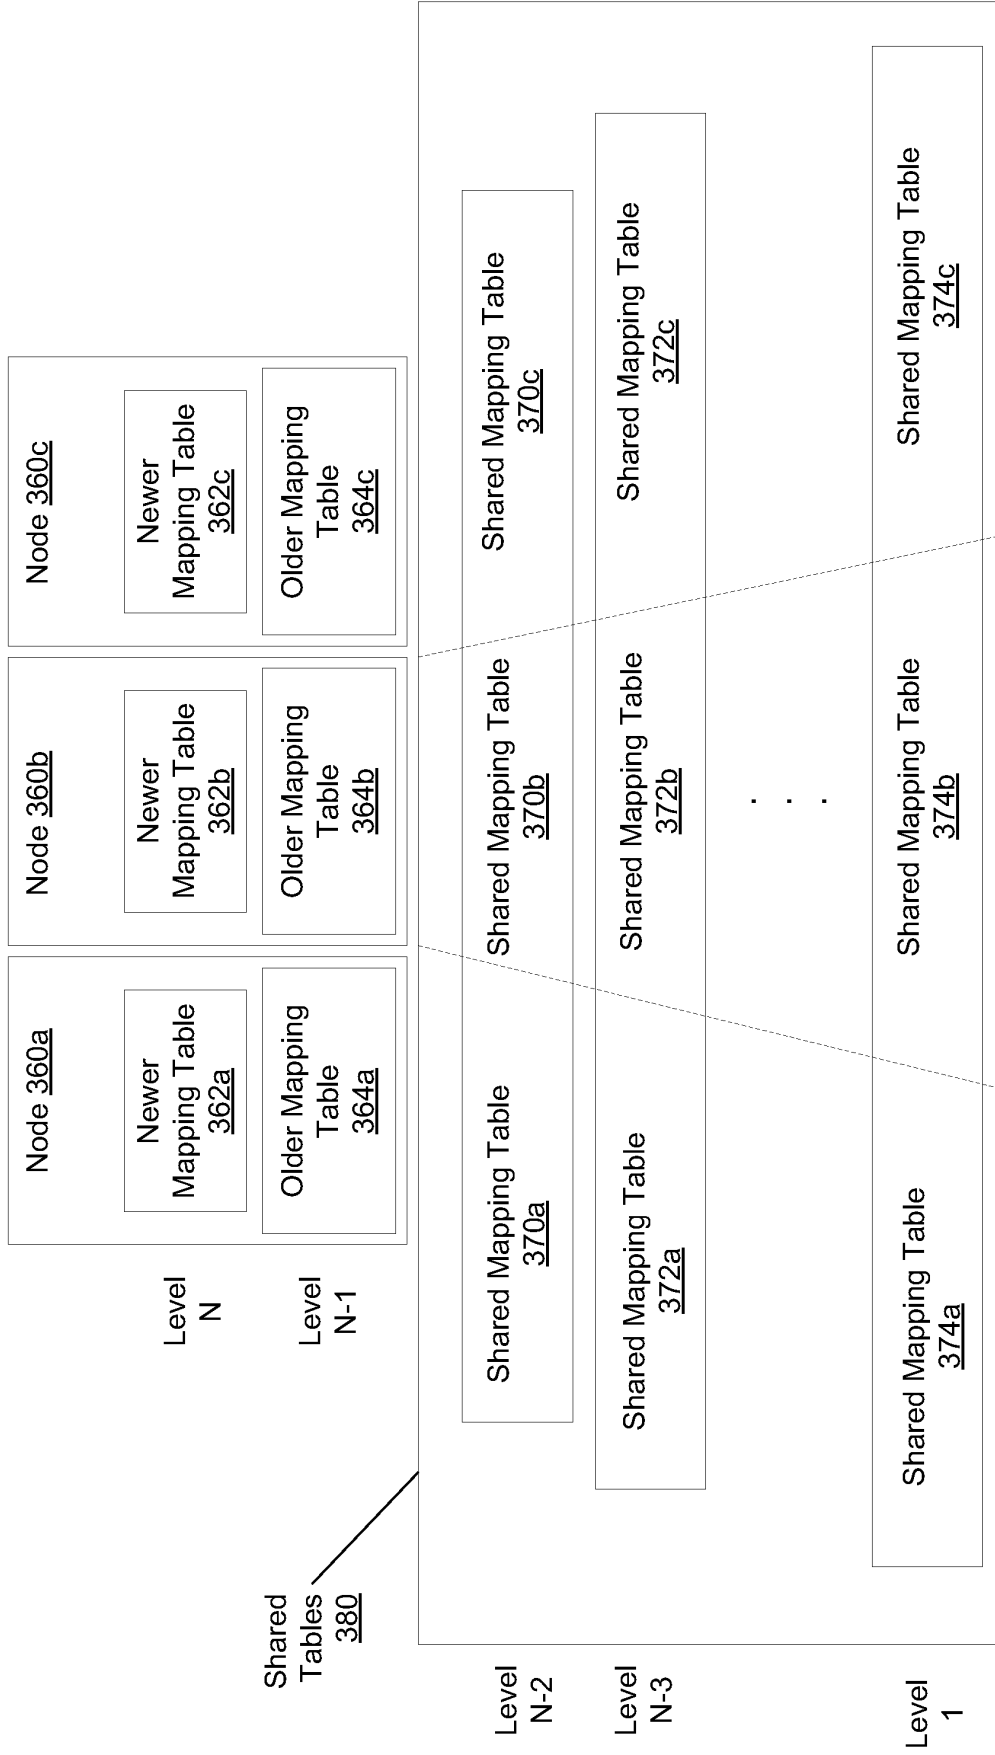 Node 360a
Node 360b
Node 360c
Level
N
Newer
Mapping Table
362a
Newer
Mapping Table
362b
Newer
Mapping Table
362c
Level
N-1
Older Mapping
Table
364a
Older Mapping
Table
364b
Older Mapping
Table
364c
Shared
Tables
380
Level
N-2
Shared Mapping Table
370a
Shared Mapping Table
370b
Shared Mapping Table
370c
Level
N-3
Shared Mapping Table
372a
Shared Mapping Table
372b
Shared Mapping Table
372c
. . .
Level
1
Shared Mapping Table
374a
Shared Mapping Table
374b
Shared Mapping Table
374c